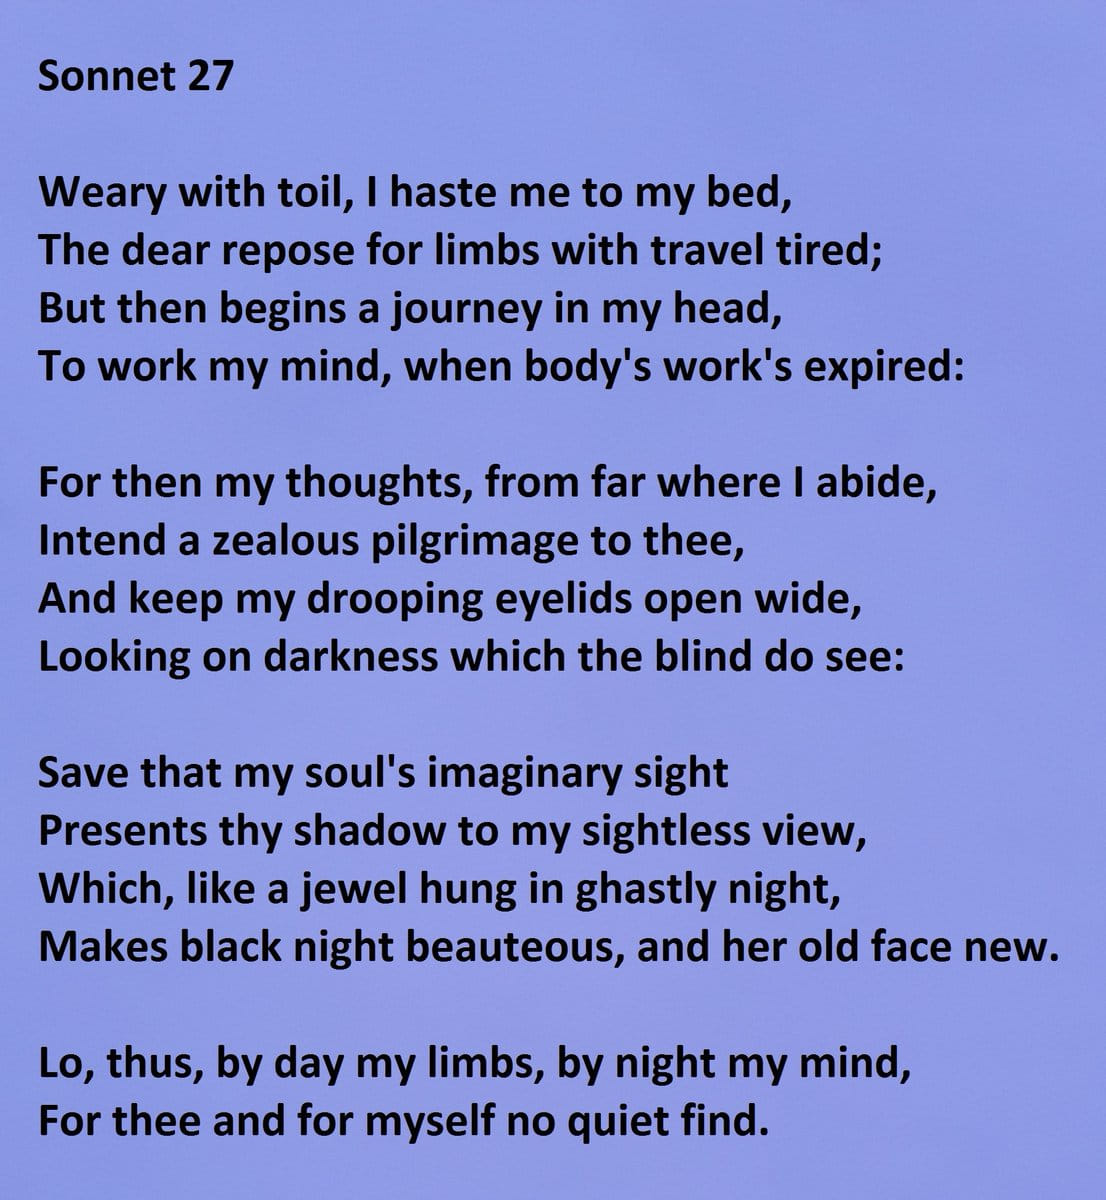 Sonnet 27
Weary with toil, I haste me to my bed,
The dear repose for limbs with travel tired;
But then begins a journey in my head,
To work my mind, when body's work's expired:
For then my thoughts, from far where I abide,
Intend a zealous pilgrimage to thee,
And keep my drooping eyelids open wide,
Looking on darkness which the blind do see:
Save that my soul's imaginary sight
Presents thy shadow to my sightless view,
Which, like a jewel hung in ghastly night,
Makes black night beauteous, and her old face new.
Lo, thus, by day my limbs, by night my mind,
For thee and for myself no quiet find.